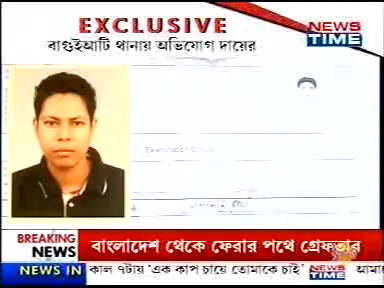 EXCLUSIVE
বাগুইআটি থানায় অভিযোগ দায়ের
NEWS
TIME
BREAKING
NEWS
বাংলাদেশ থেকে ফেরার পথে গ্রেফতার
NEWS IN
কাল ৭টায় 'এক কাপ চায়ে তোমাকে চাই'
NEWS
TIME